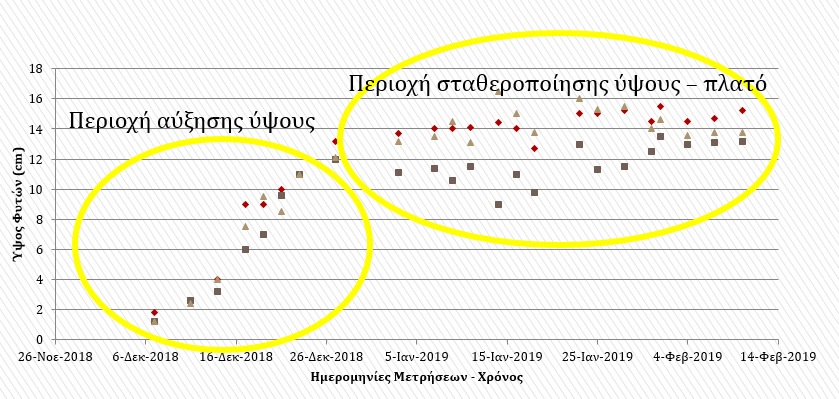 Περιοχή σταθεροποίησης ύψους – πλατό
Περιοχή αύξησης ύψους
Ύψος Φυτών (cm)
18
16
14
12
10
8
6
4
2
0
26-Νοε-2018 6-Δεκ-2018 16-Δεκ-2018 26-Δεκ-2018 5-Ιαν-2019 15-Ιαν-2019 25-Ιαν-2019 4-Φεβ-2019 14-Φεβ-2019
Ημερομηνίες Μετρήσεων - Χρόνος